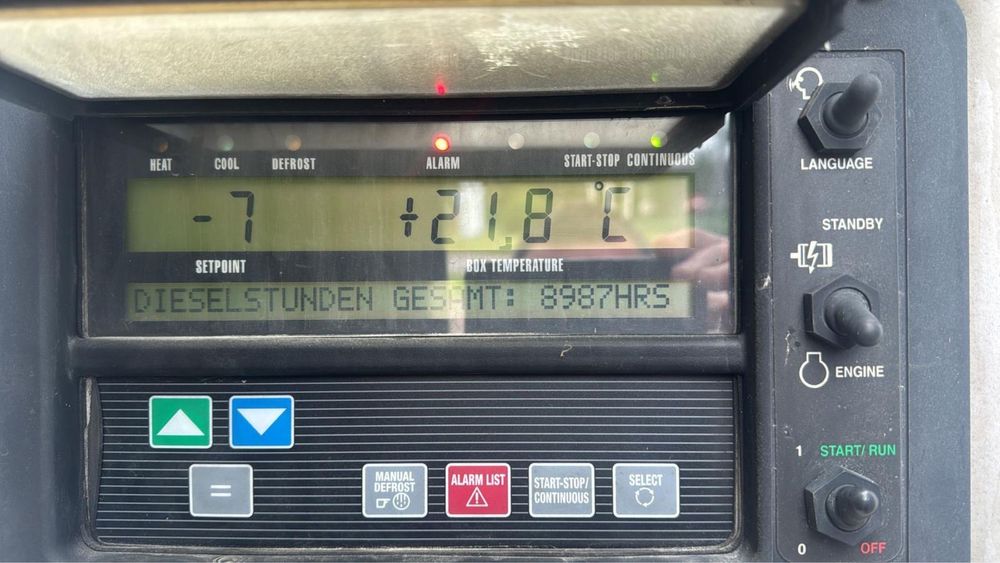 HEAT COOL DEFROST ALARM START-STOP CONTINUOUS
-7 +21.8 °C
SETPOINT BOX TEMPERATURE
DIESELSTUNDEN GESAMT: 8987HRS
=
MANUAL DEFROST
ALARM LIST
START-STOP/ CONTINUOUS
SELECT
LANGUAGE
STANDBY
ENGINE
1 START/ RUN
0 OFF